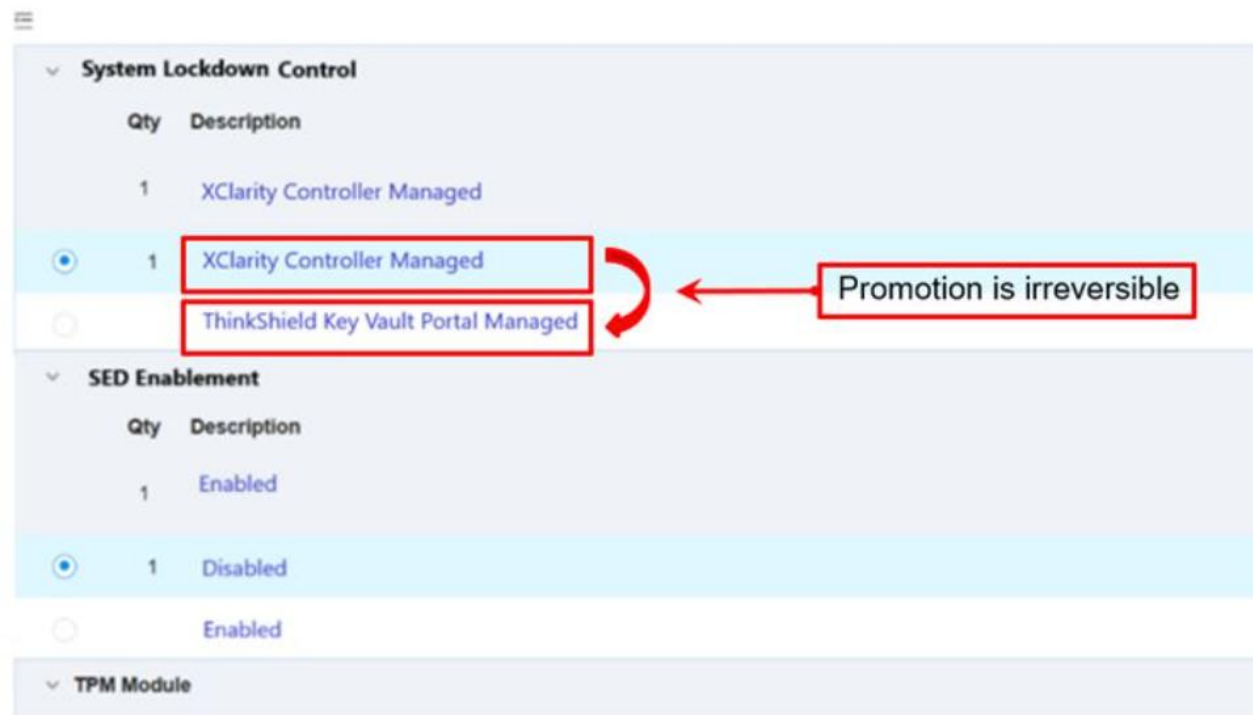 System Lockdown Control
Qty Description
1 XClarity Controller Managed
1 XClarity Controller Managed
Promotion is irreversible
ThinkShield Key Vault Portal Managed
SED Enablement
Qty Description
1 Enabled
1 Disabled
Enabled
TPM Module